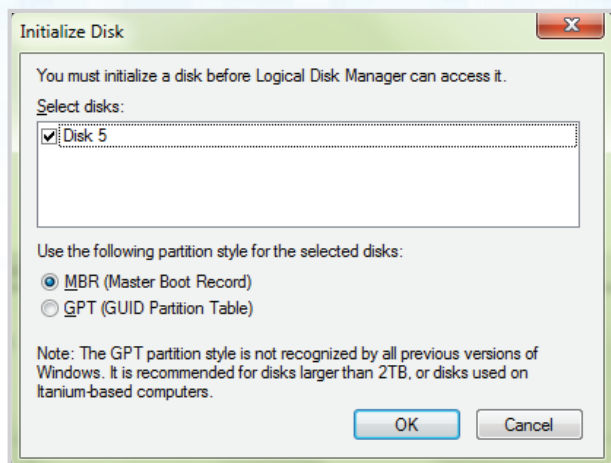 Initialize Disk
You must initialize a disk before Logical Disk Manager can access it.
Select disks:
Disk 5
Use the following partition style for the selected disks:
MBR (Master Boot Record)
GPT (GUID Partition Table)
Note: The GPT partition style is not recognized by all previous versions of
Windows. It is recommended for disks larger than 2TB, or disks used on
Itanium-based computers.
OK Cancel